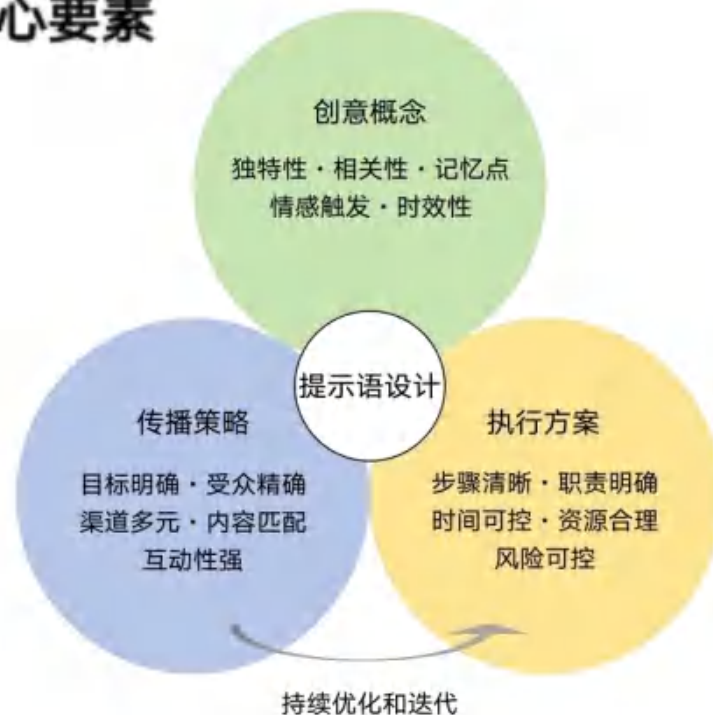 心要素
创意概念
独特性·相关性·记忆点
情感触发·时效性
提示语设计
传播策略
目标明确·受众精确
渠道多元·内容匹配
互动性强
执行方案
步骤清晰·职责明确
时间可控·资源合理
风险可控
持续优化和迭代